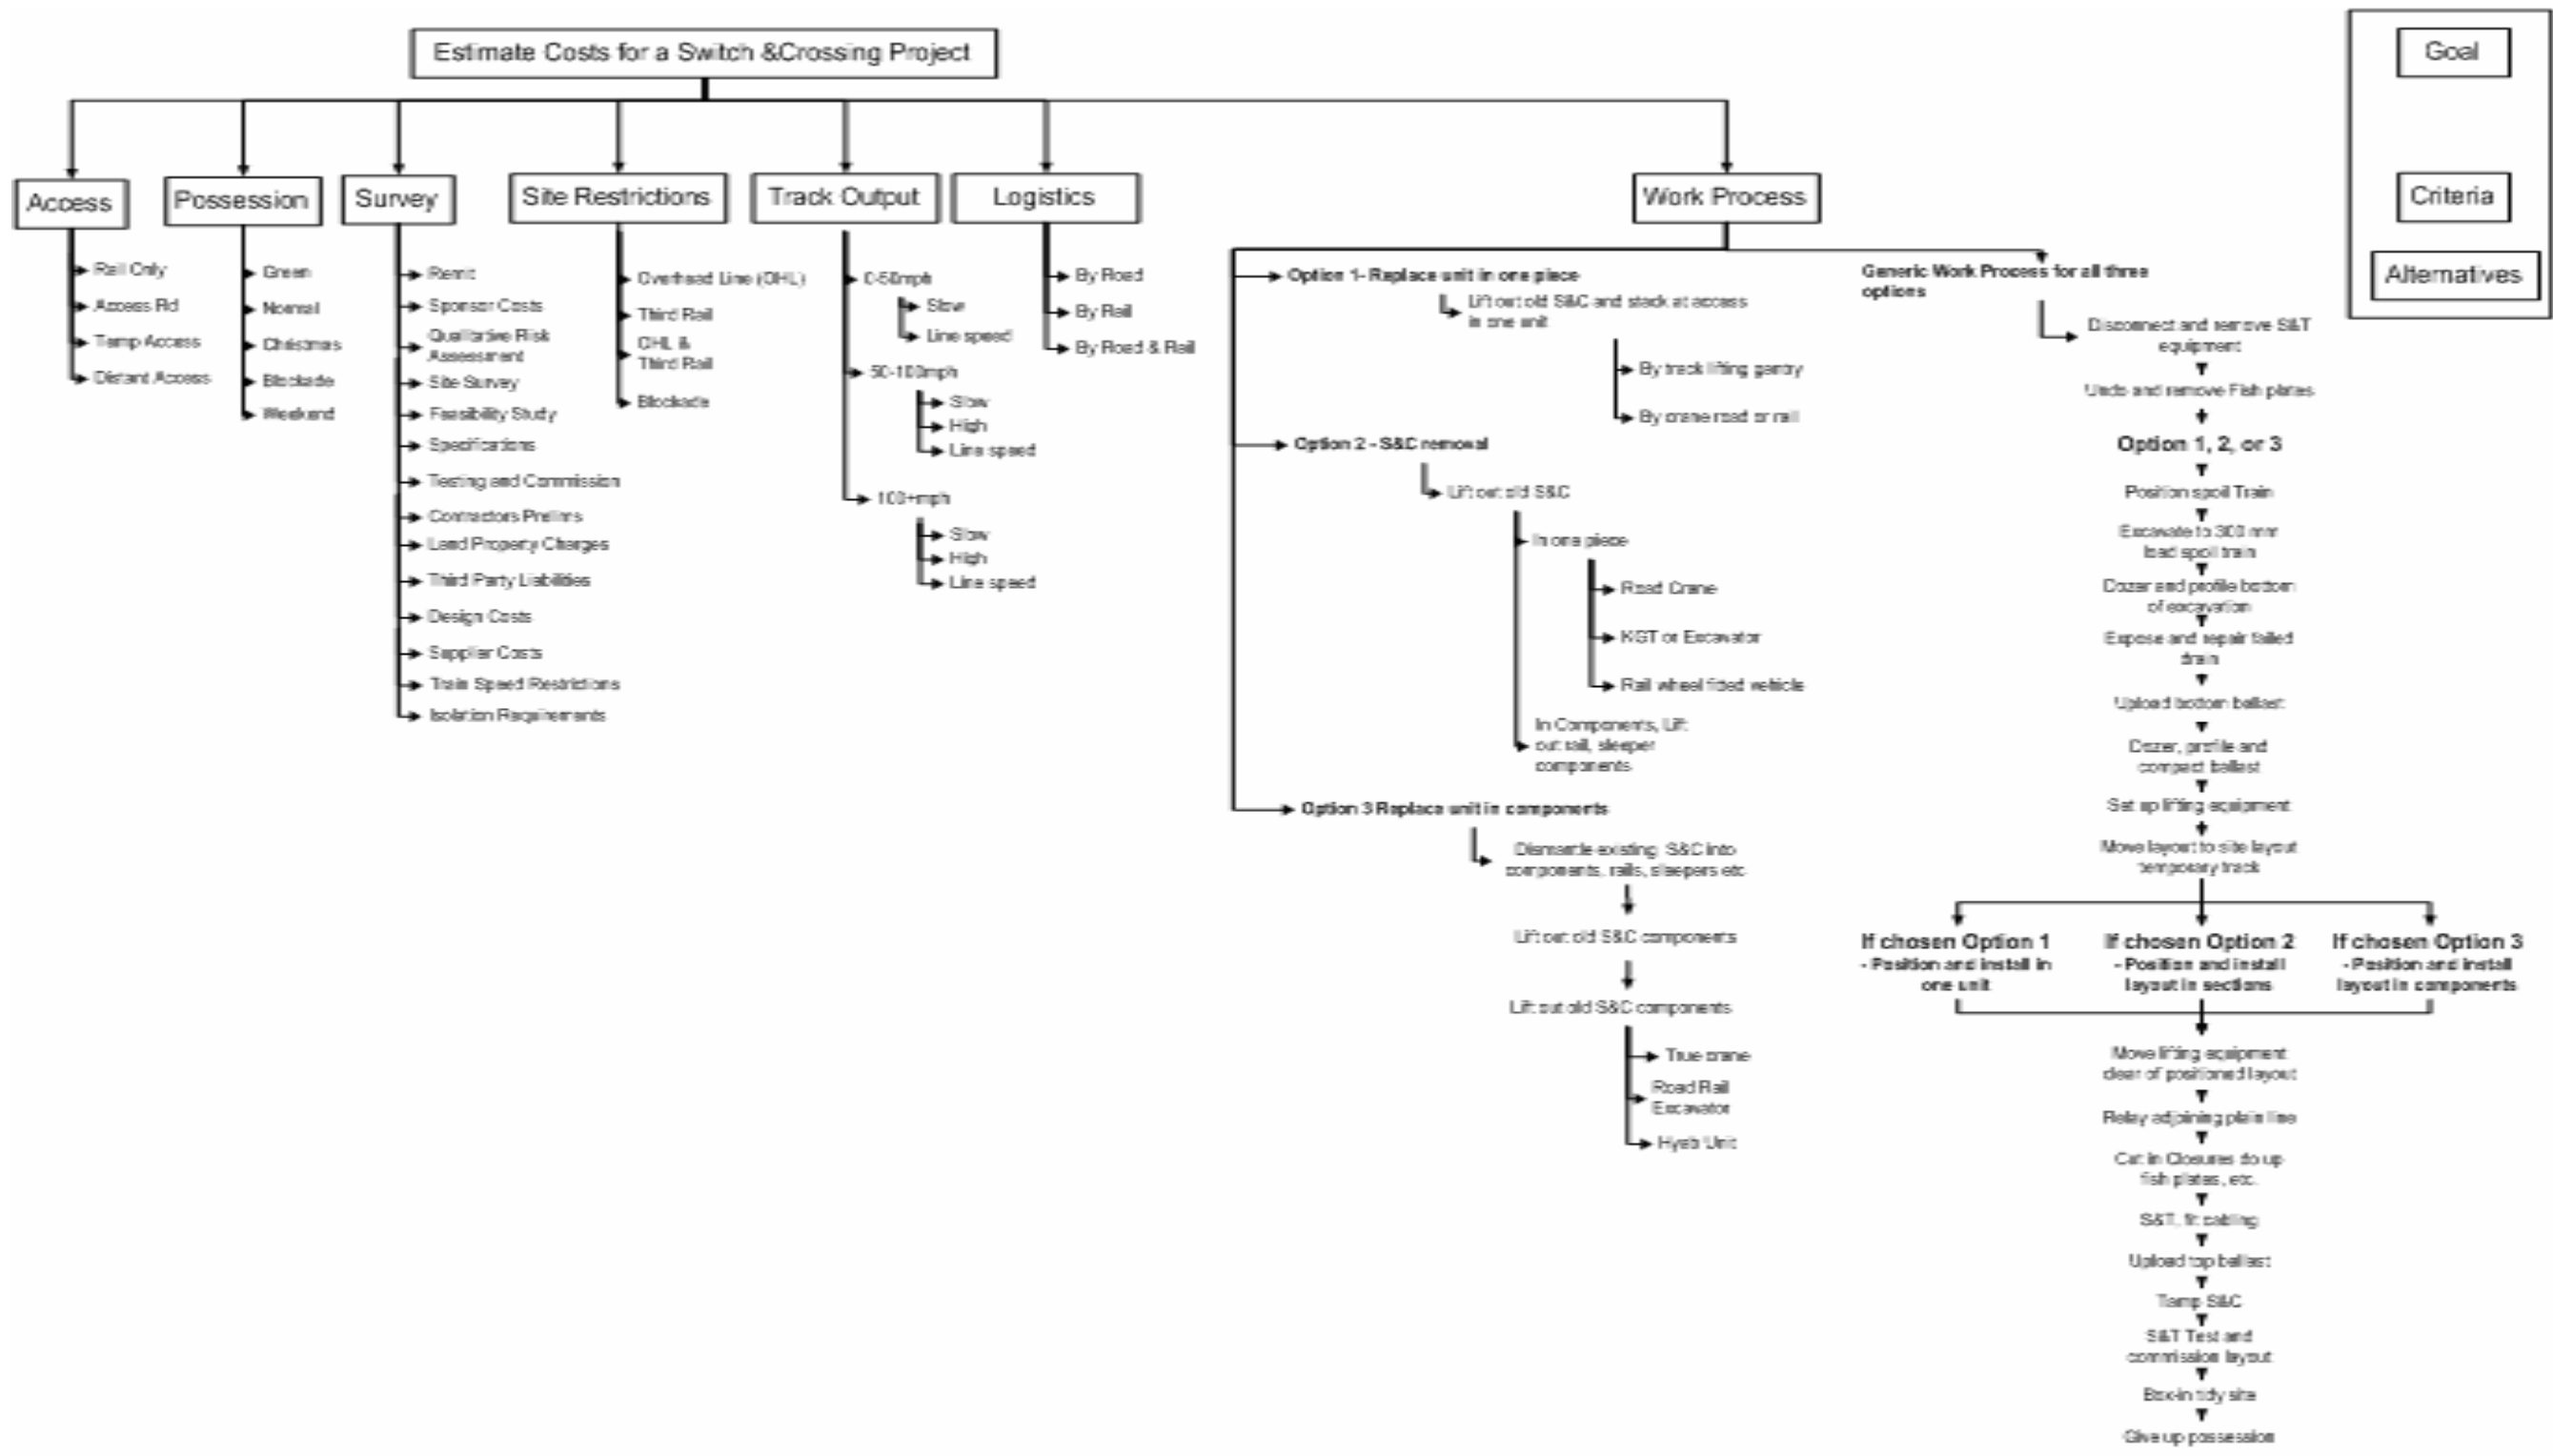 Estimate Costs for a Switch &Crossing Project
Goal
Criteria
Alternatives
Access
Rail Only
Access Rd
Temp Access
Distant Access
Possession
Green
Normal
Christmas
Blockade
Weekend
Survey
Remit
Sponsor Costs
Qualitative Risk
Assessment
Site Survey
Feasibility Study
Specifications
Testing and Commission
Contractors Prelims
Land Property Charges
Third Party Liabilities
Design Costs
Supplier Costs
Train Speed Restrictions
Isolation Requirements
Site Restrictions
Overhead Line (OHL)
Third Rail
OHL &
Third Rail
Blockade
Track Output
0-50mph
Slow
Line speed
50-100mph
Slow
High
Line speed
100+mph
Slow
High
Line speed
Logistics
By Road
By Rail
By Road & Rail
Work Process
Option 1- Replace unit in one piece
Lift out old S&C and stack at access
in one unit
By track lifting gantry
By crane road or rail
Option 2 - S&C removal
Lift out old S&C
In one piece
Road Crane
KGT or Excavator
Rail wheel fitted vehicle
In Components, Lift
out rail, sleeper
components
Option 3 Replace unit in components
Dismantle existing S&C into
components, rails, sleepers etc
Lift out old S&C components
Lift out old S&C components
True crane
Road Rail
Excavator
Hyab Unit
Generic Work Process for all three
options
Disconnect and remove S&T
equipment
Undo and remove Fish plates
Option 1, 2, or 3
Position spoil Train
Excavate to 300 mm
load spoil train
Dozer and profile bottom
of excavation
Expose and repair failed
drain
Upload bottom ballast
Dozer, profile and
compact ballast
Set up lifting equipment
Move layout to site layout
temporary track
If chosen Option 1
- Position and install in
one unit
If chosen Option 2
- Position and install
layout in sections
If chosen Option 3
- Position and install
layout in components
Move lifting equipment
clear of positioned layout
Relay adjoining plain line
Cut in Closures do up
fish plates, etc.
S&T, fit cabling
Upload top ballast
Tamp S&C
S&T Test and
commission layout
Box-in tidy site
Give up possession